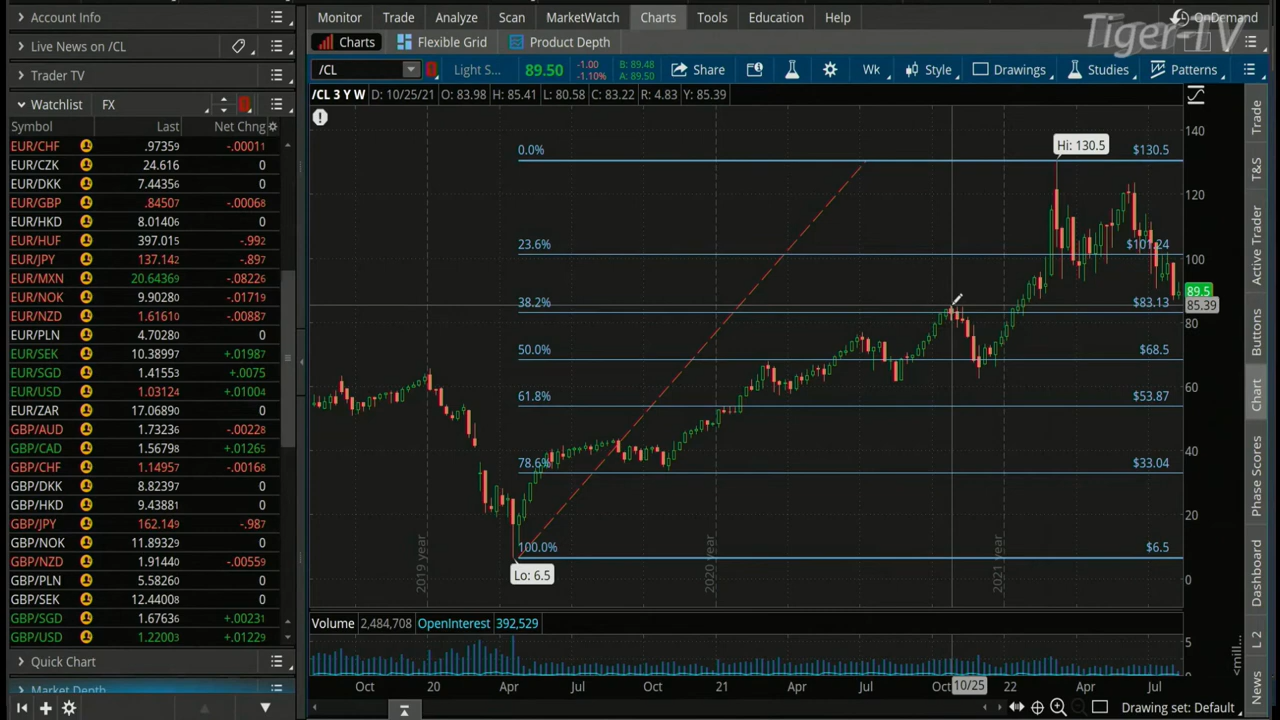 Account Info
Monitor Trade Analyze Scan MarketWatch Charts Tools Education Help
OnDemand
Tiger-TV
Live News on /CL
Charts Flexible Grid Product Depth
Trader TV
/CL Light S... 89.50 -1.00 -1.10% B: 89.48 A: 89.50 Share Wk Style Drawings Studies Patterns
Watchlist FX
/CL 3 Y W D: 10/25/21 O: 83.98 H: 85.41 L: 80.58 C: 83.22 R: 4.83 Y: 85.39
Symbol Last Net Chng
EUR/CHF .97359 -.00011
EUR/CZK 24.616 0
EUR/DKK 7.44356 0
EUR/GBP .84507 -.00068
EUR/HKD 8.01406 0
EUR/HUF 397.015 -.992
EUR/JPY 137.142 -.897
EUR/MXN 20.64369 -.08226
EUR/NOK 9.90280 -.01719
EUR/NZD 1.61610 -.00887
EUR/PLN 4.70280 0
EUR/SEK 10.38997 +.01987
EUR/SGD 1.41553 +.0075
EUR/USD 1.03124 +.01004
EUR/ZAR 17.06890 0
GBP/AUD 1.73236 -.00228
GBP/CAD 1.56798 +.01265
GBP/CHF 1.14957 -.00168
GBP/DKK 8.82397 0
GBP/HKD 9.43881 0
GBP/JPY 162.149 -.987
GBP/NOK 11.89329 0
GBP/NZD 1.91440 -.00559
GBP/PLN 5.58260 0
GBP/SEK 12.44008 0
GBP/SGD 1.67636 +.00231
GBP/USD 1.22003 +.01229
Quick Chart
Market Depth
Hi: 130.5
0.0% $130.5
23.6% $101.24
38.2% $83.13
50.0% $68.5
61.8% $53.87
78.6% $33.04
100.0% $6.5
Lo: 6.5
2019 year
2020 year
2021 year
140
120
100
89.5
85.39
80
60
40
20
0
Volume 2,484,708 OpenInterest 392,529
5
0
<mill...
Oct 20 Apr Jul Oct 21 Apr Jul Oct 10/25 22 Apr Jul
Drawing set: Default
Trade
T&S
Active Trader
Buttons
Chart
Phase Scores
Dashboard
L 2
News